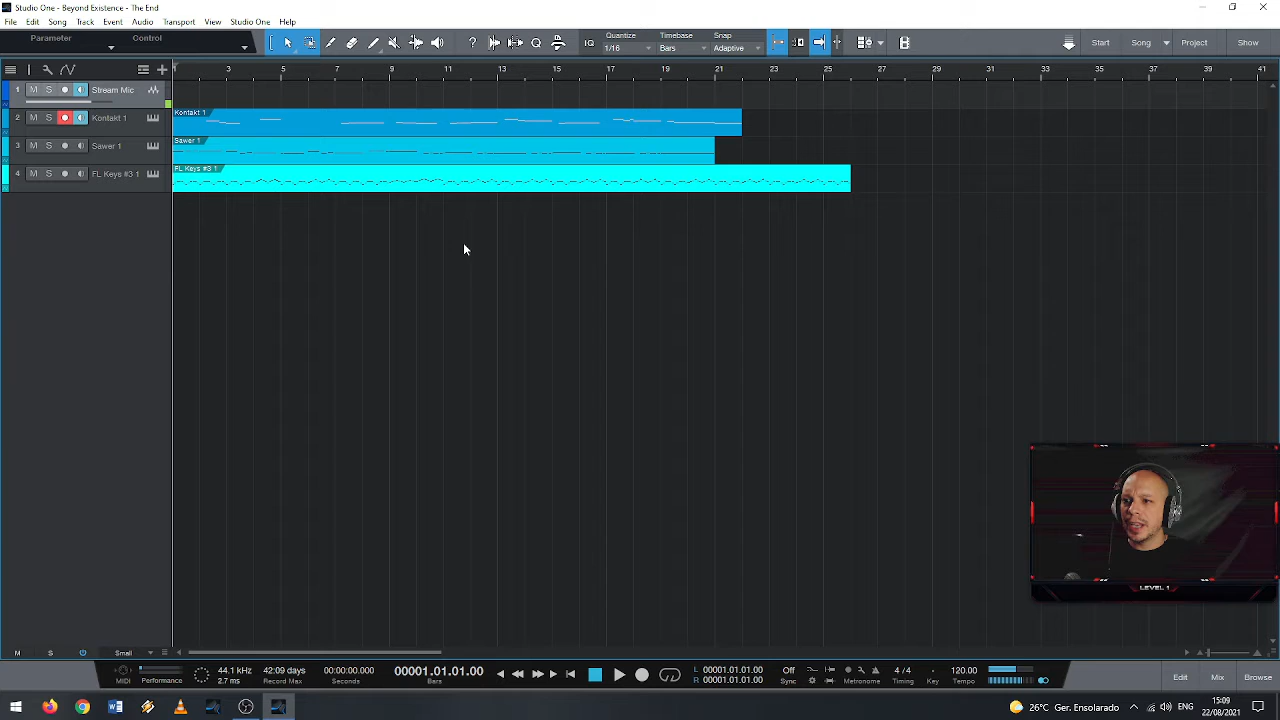 Studio One - Beyond Existence - The End
File Edit Song Track Event Audio Transport View Studio One Help
Parameter Control
Quantize Timebase Snap
IQ 1/16 Bars Adaptive
Start Song Project Show
3 5 7 9 11 13 15 17 19 21 23 25 27 29 31 33 35 37 39 41
1 M S Stream Mic
2 M S Kontakt 1
3 M S Sawer 1
4 M S FL Keys #3 1
Kontakt 1
Sawer 1
FL Keys #3 1
LEVEL 1
M S Small
MIDI Performance
44.1 kHz
2.7 ms
42:09 days
Record Max
00:00:00.000
Seconds
00001.01.01.00
Bars
L 00001.01.01.00
R 00001.01.01.00
Off
Sync
Metronome
4 / 4
Timing
-
Key
120.00
Tempo
Edit Mix Browse
26°C Ger. Ensolarado
ENG
15:09
22/08/2021